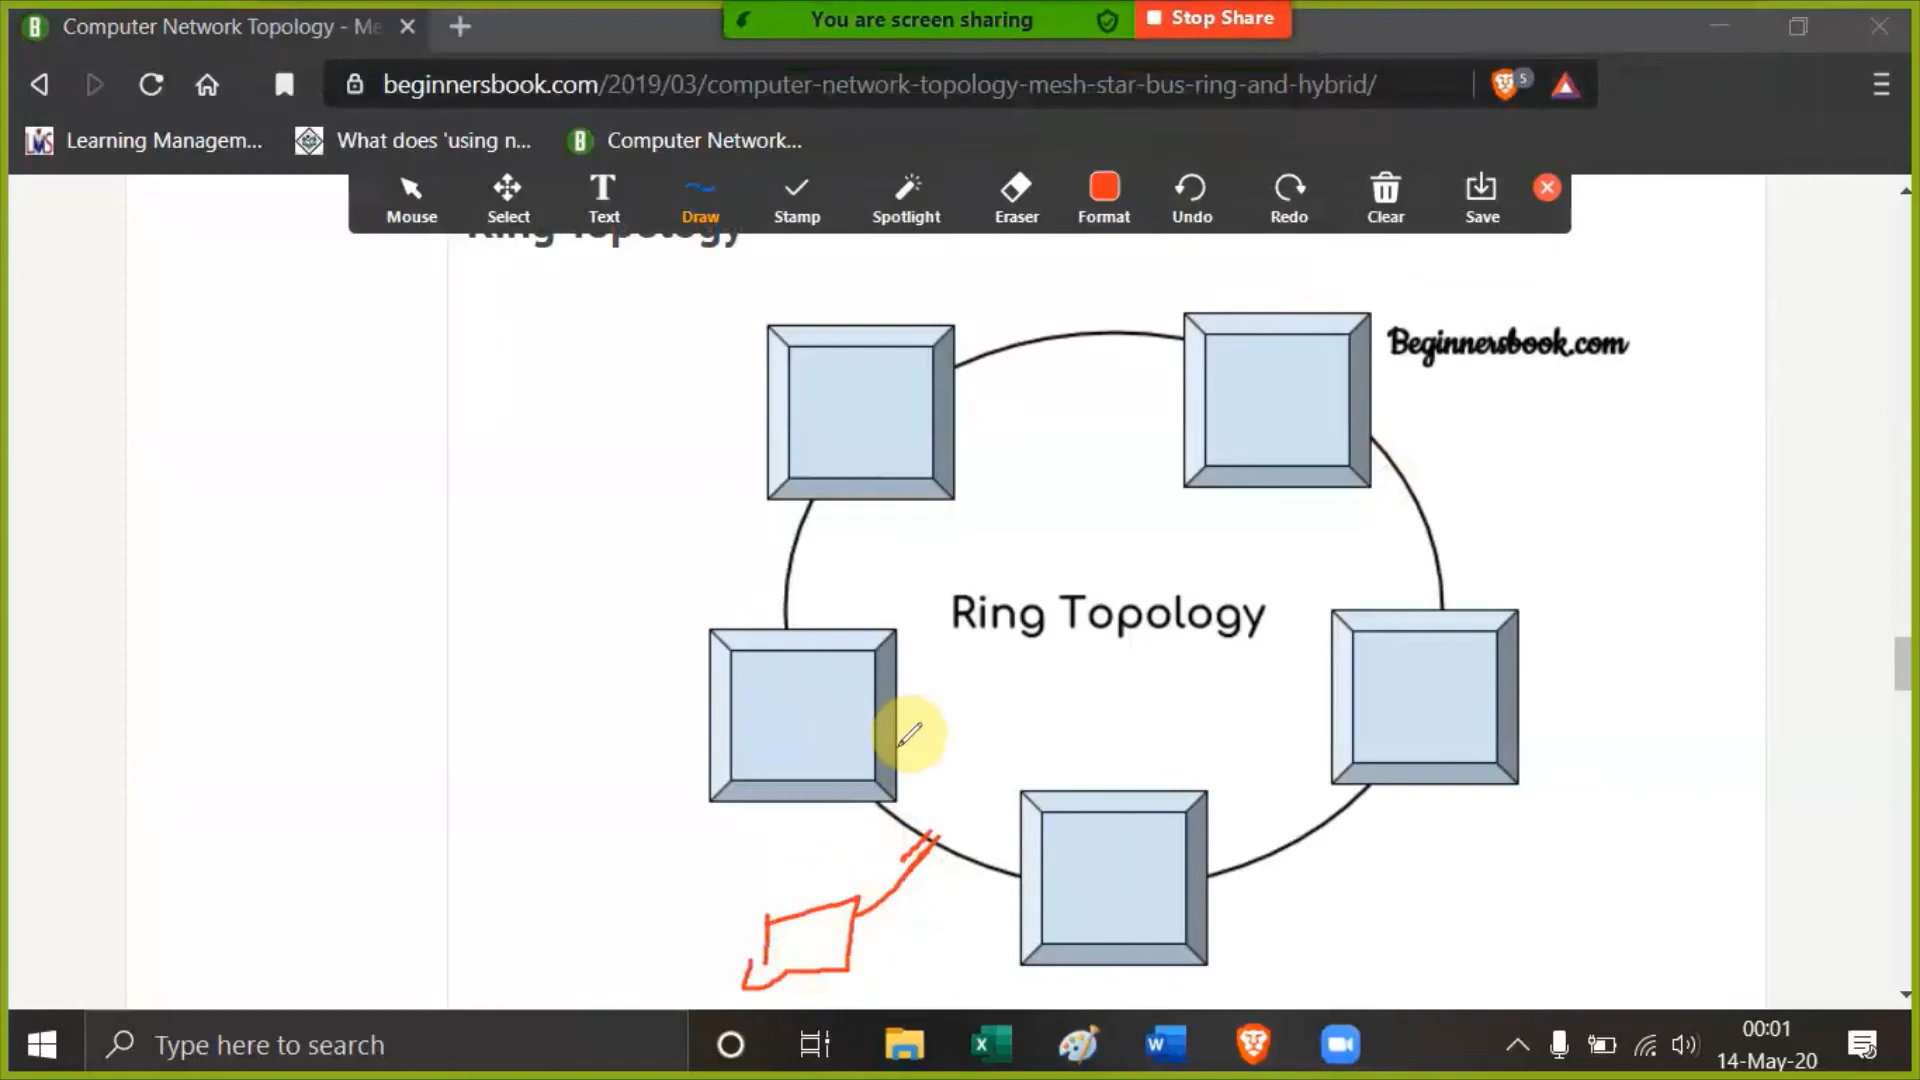 Computer Network Topology - Me
You are screen sharing
Stop Share
beginnersbook.com/2019/03/computer-network-topology-mesh-star-bus-ring-and-hybrid/
5
Learning Managem...
What does 'using n...
Computer Network...
Mouse
Select
Text
Draw
Stamp
Spotlight
Eraser
Format
Undo
Redo
Clear
Save
Ring Topology
Beginnersbook.com
Ring Topology
Type here to search
00:01
14-May-20